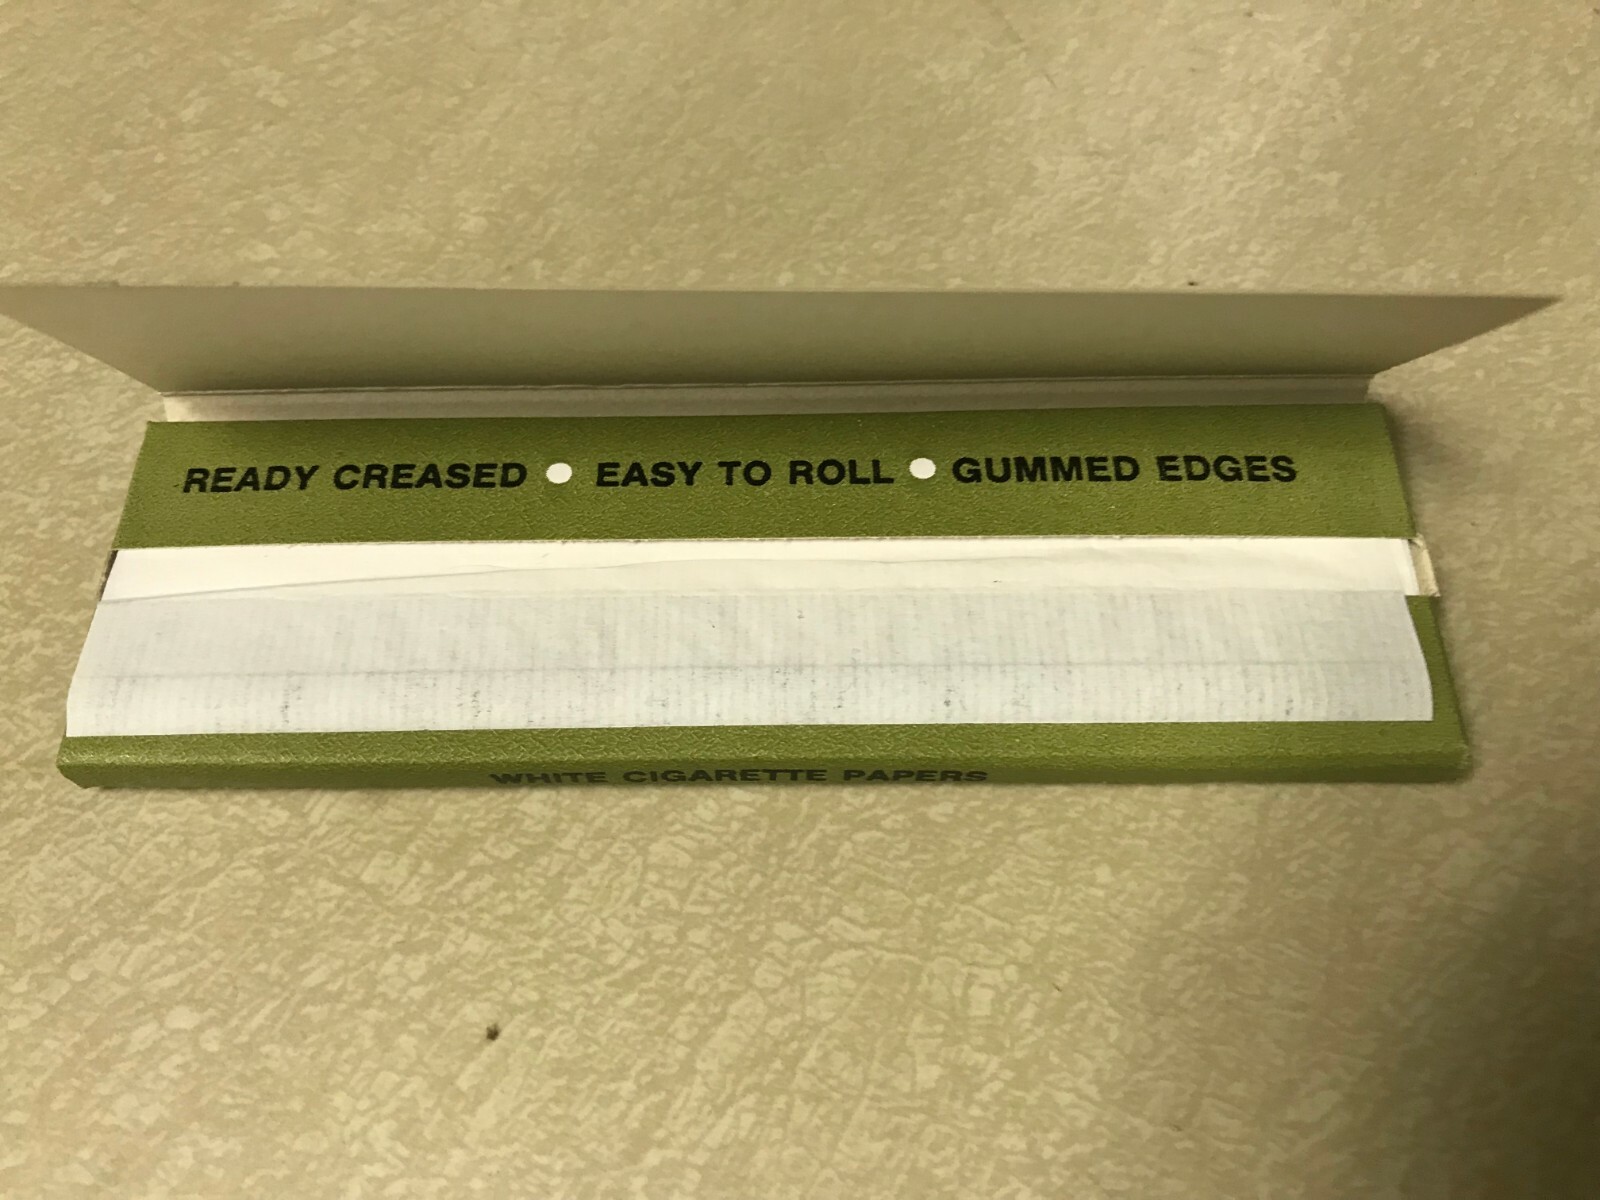 READY CREASED ● EASY TO ROLL ● GUMMED EDGES
WHITE CIGARETTE PAPERS